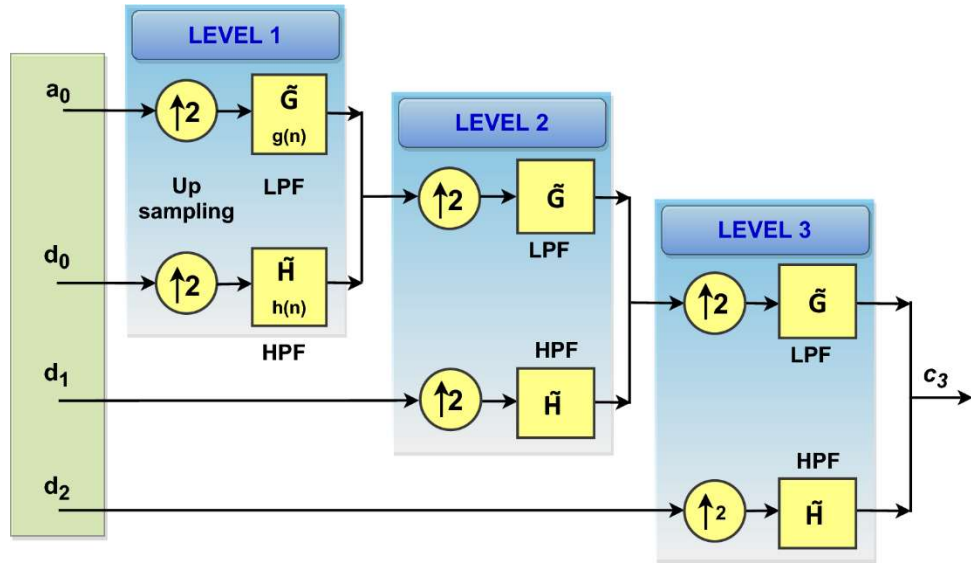 LEVEL 1
a0
↑2
G̃
g(n)
LEVEL 2
Up
sampling
LPF
↑2
G̃
LEVEL 3
d0
↑2
H̃
h(n)
LPF
HPF
↑2
G̃
LPF
d1
↑2
HPF
H̃
c3
d2
HPF
↑2
H̃